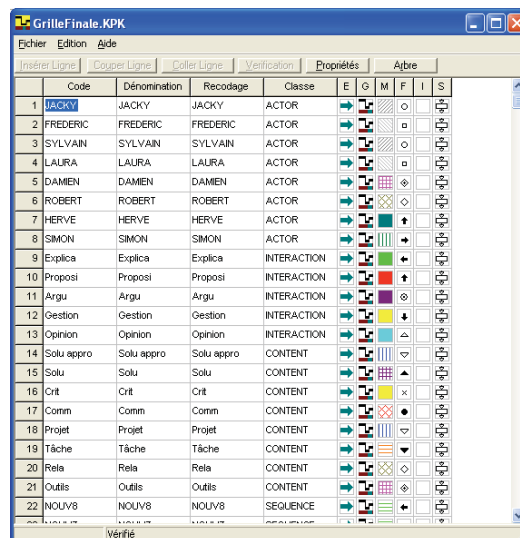 GrilleFinale.KPK
Fichier Edition Aide
Insérer Ligne Couper Ligne Coller Ligne Verification Propriétés Arbre
Code Dénomination Recodage Classe E G M F I S
1 JACKY JACKY JACKY ACTOR
2 FREDERIC FREDERIC FREDERIC ACTOR
3 SYLVAIN SYLVAIN SYLVAIN ACTOR
4 LAURA LAURA LAURA ACTOR
5 DAMIEN DAMIEN DAMIEN ACTOR
6 ROBERT ROBERT ROBERT ACTOR
7 HERVE HERVE HERVE ACTOR
8 SIMON SIMON SIMON ACTOR
9 Explica Explica Explica INTERACTION
10 Proposi Proposi Proposi INTERACTION
11 Argu Argu Argu INTERACTION
12 Gestion Gestion Gestion INTERACTION
13 Opinion Opinion Opinion INTERACTION
14 Solu appro Solu appro Solu appro CONTENT
15 Solu Solu Solu CONTENT
16 Crit Crit Crit CONTENT
17 Comm Comm Comm CONTENT
18 Projet Projet Projet CONTENT
19 Tâche Tâche Tâche CONTENT
20 Rela Rela Rela CONTENT
21 Outils Outils Outils CONTENT
22 NOUV8 NOUV8 NOUV8 SEQUENCE
Vérifié